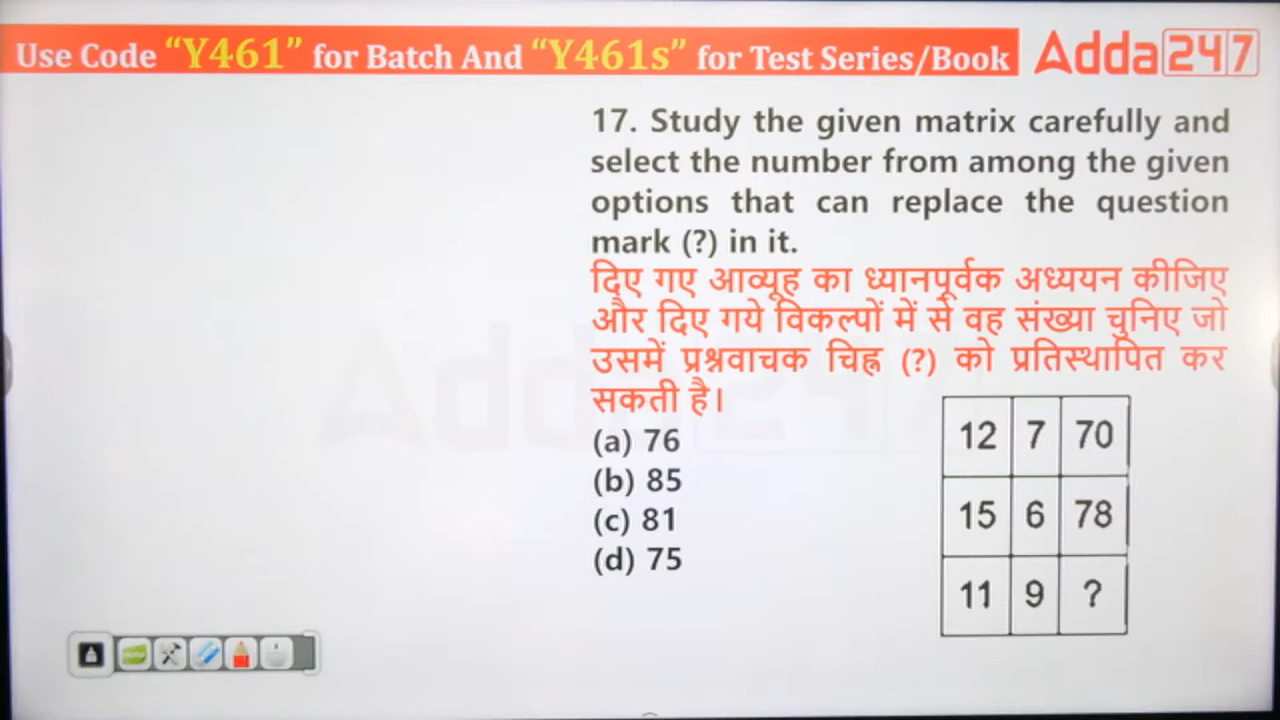 Use Code “Y461” for Batch And “Y461s” for Test Series/Book
Adda247
17. Study the given matrix carefully and
select the number from among the given
options that can replace the question
mark (?) in it.
दिए गए आव्यूह का ध्यानपूर्वक अध्ययन कीजिए
और दिए गये विकल्पों में से वह संख्या चुनिए जो
उसमें प्रश्नवाचक चिह्न (?) को प्रतिस्थापित कर
सकती है।
(a) 76
(b) 85
(c) 81
(d) 75
12 7 70
15 6 78
11 9 ?